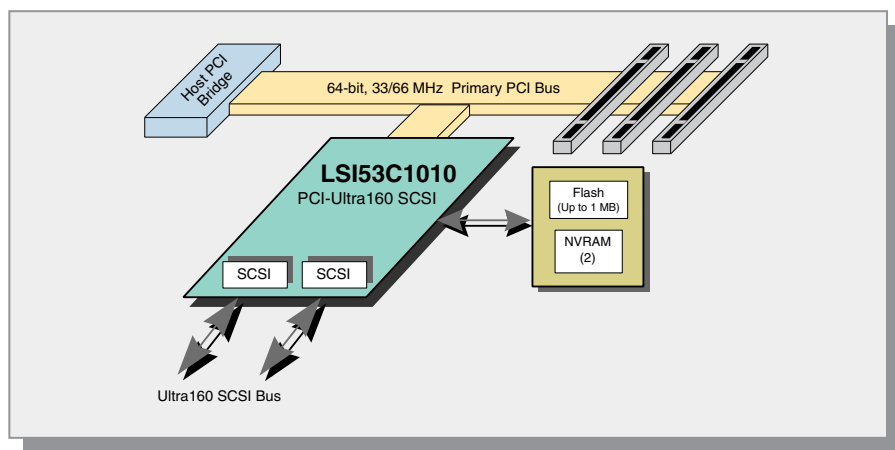 Host PCI
Bridge
64-bit, 33/66 MHz  Primary PCI Bus
LSI53C1010
PCI-Ultra160 SCSI
Flash
(Up to 1 MB)
NVRAM
(2)
SCSI
SCSI
Ultra160 SCSI Bus